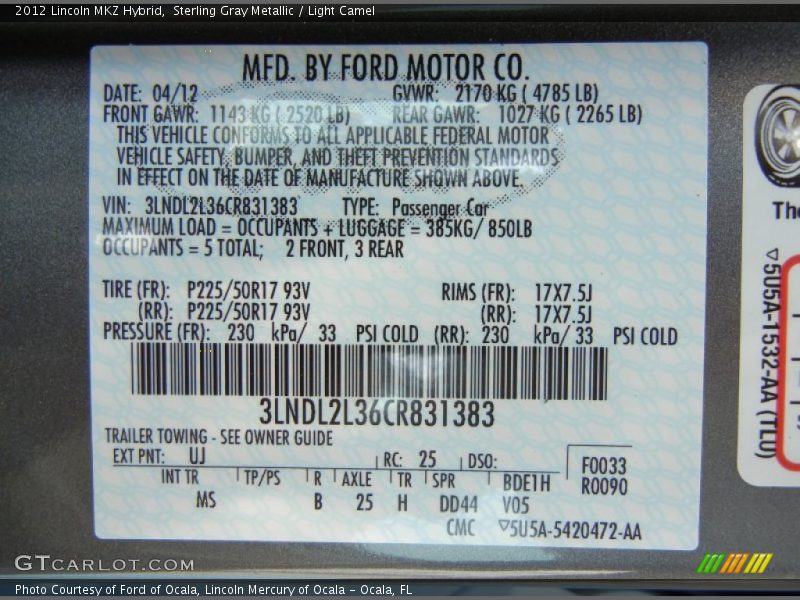 2012 Lincoln MKZ Hybrid, Sterling Gray Metallic / Light Camel
MFD. BY FORD MOTOR CO.
DATE: 04/12 GVWR: 2170 KG ( 4785 LB)
FRONT GAWR: 1143 KG ( 2520 LB) REAR GAWR: 1027 KG ( 2265 LB)
THIS VEHICLE CONFORMS TO ALL APPLICABLE FEDERAL MOTOR
VEHICLE SAFETY, BUMPER, AND THEFT PREVENTION STANDARDS
IN EFFECT ON THE DATE OF MANUFACTURE SHOWN ABOVE.
VIN: 3LNDL2L36CR831383 TYPE: Passenger Car
MAXIMUM LOAD = OCCUPANTS + LUGGAGE = 385KG/ 850LB
OCCUPANTS = 5 TOTAL; 2 FRONT, 3 REAR
TIRE (FR): P225/50R17 93V RIMS (FR): 17X7.5J
(RR): P225/50R17 93V (RR): 17X7.5J
PRESSURE (FR): 230 kPa/ 33 PSI COLD (RR): 230 kPa/ 33 PSI COLD
3LNDL2L36CR831383
TRAILER TOWING - SEE OWNER GUIDE
EXT PNT: UJ RC: 25 DSO: F0033
INT TR TP/PS R AXLE TR SPR BDE1H R0090
MS B 25 H DD44 V05
CMC ▽5U5A-5420472-AA
The
▽5U5A-1532-AA (TLU)
GTCARLOT.COM
Photo Courtesy of Ford of Ocala, Lincoln Mercury of Ocala – Ocala, FL